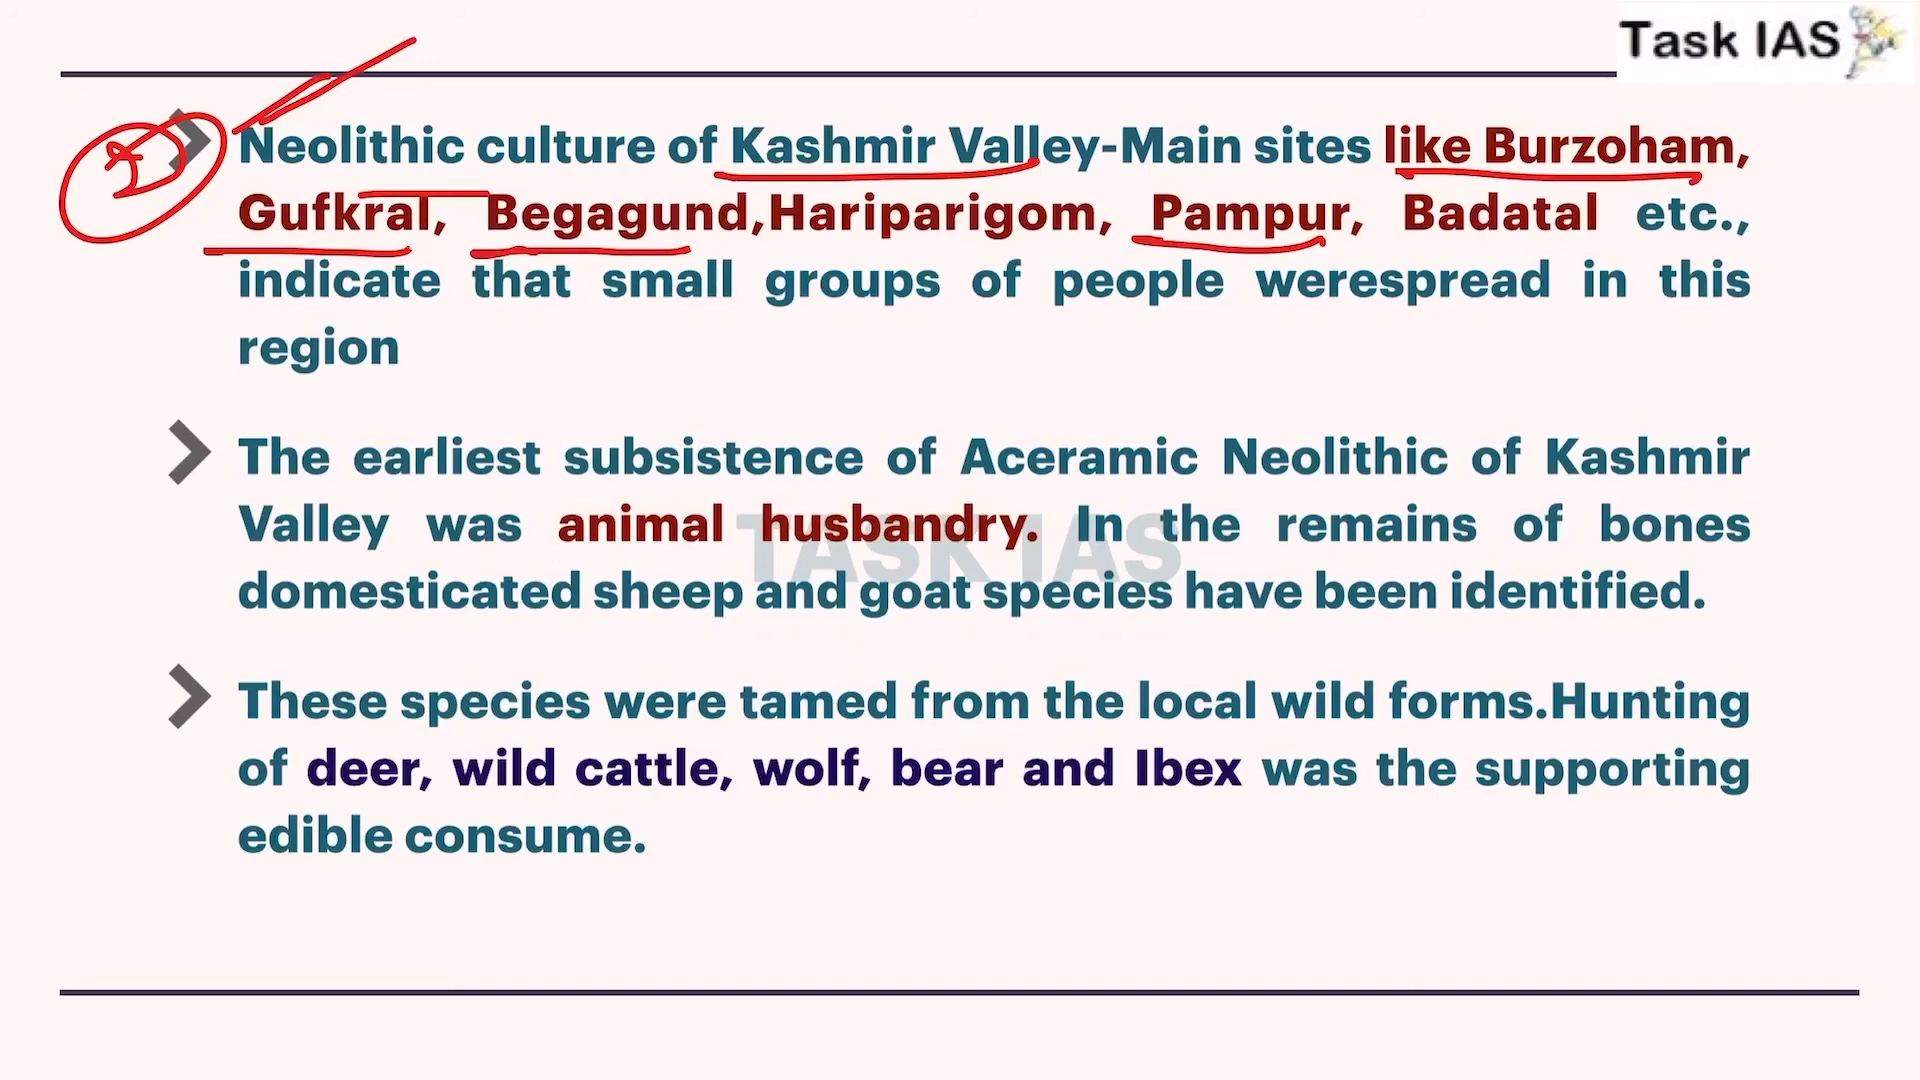 Task IAS
Neolithic culture of Kashmir Valley-Main sites like Burzoham,
Gufkral, Begagund,Hariparigom, Pampur, Badatal etc.,
indicate that small groups of people werespread in this
region
The earliest subsistence of Aceramic Neolithic of Kashmir
Valley was animal husbandry. In the remains of bones
domesticated sheep and goat species have been identified.
TASK IAS
These species were tamed from the local wild forms.Hunting
of deer, wild cattle, wolf, bear and Ibex was the supporting
edible consume.